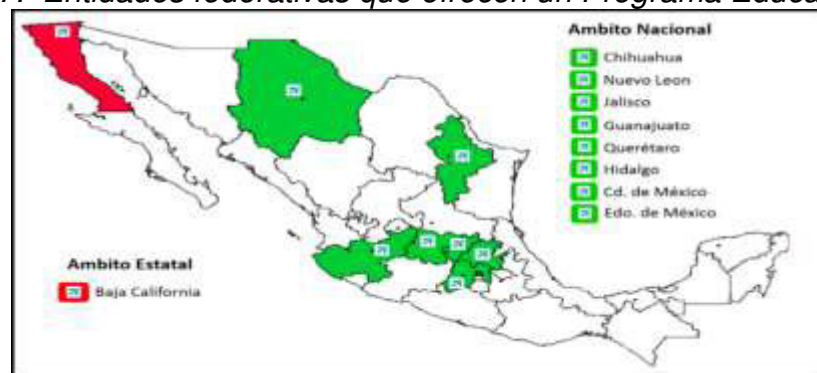 Entidades federativas que ofrecen un Programa Educa
Ambito Nacional
Chihuahua
Nuevo Leon
Jalisco
Guanajuato
Querétaro
Hidalgo
Cd. de México
Edo. de México
Ambito Estatal
Baja California